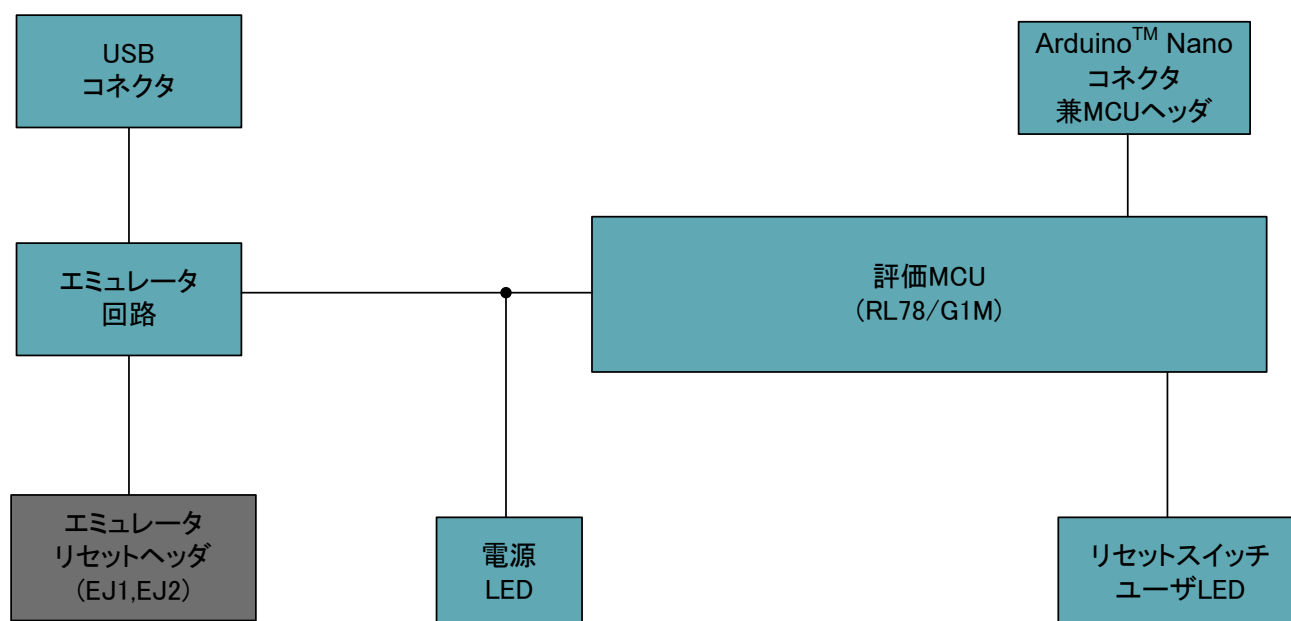 USB
コネクタ
Arduino™ Nano
コネクタ
兼MCUヘッダ
エミュレータ
回路
評価MCU
(RL78/G1M)
エミュレータ
リセットヘッダ
(EJ1,EJ2)
電源
LED
リセットスイッチ
ユーザLED